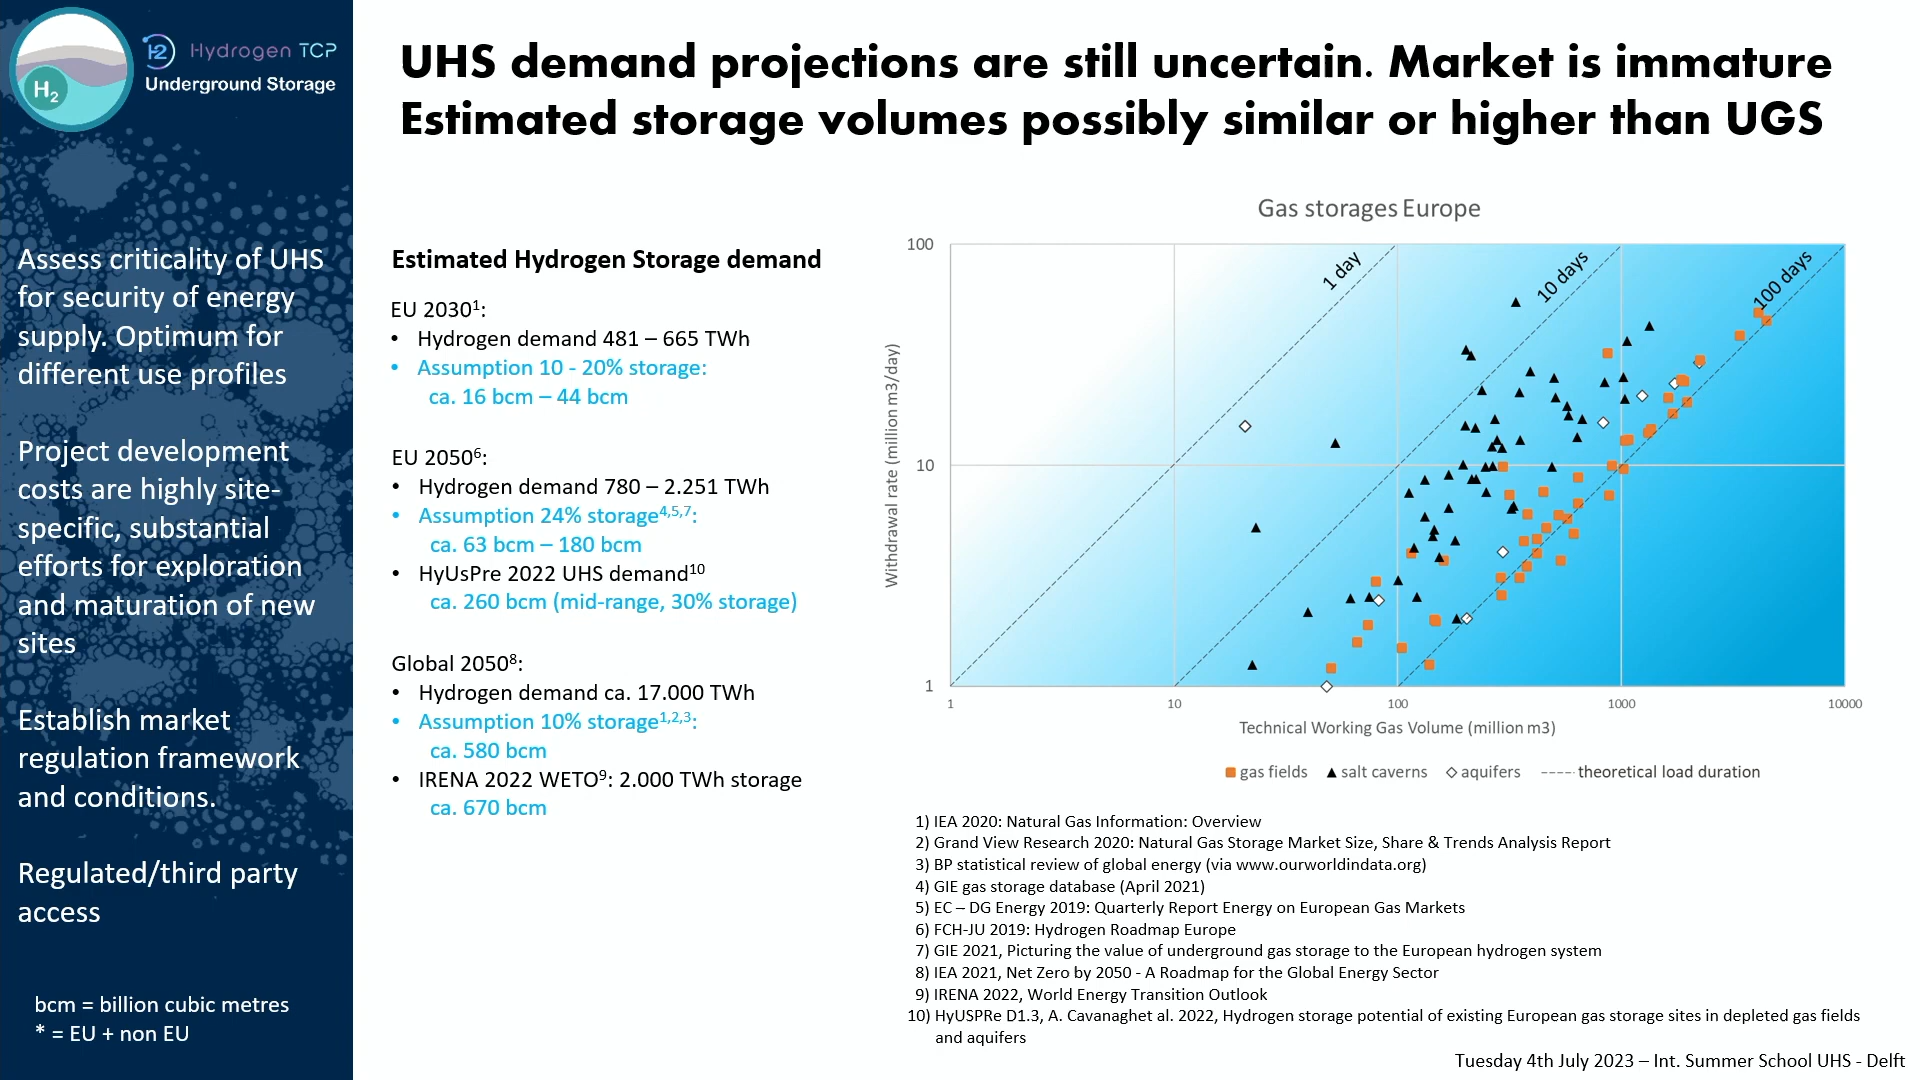 H2
H2 Hydrogen TCP
Underground Storage
UHS demand projections are still uncertain. Market is immature
Estimated storage volumes possibly similar or higher than UGS
Assess criticality of UHS
for security of energy
supply. Optimum for
different use profiles
Project development
costs are highly site-
specific, substantial
efforts for exploration
and maturation of new
sites
Establish market
regulation framework
and conditions.
Regulated/third party
access
bcm = billion cubic metres
* = EU + non EU
Estimated Hydrogen Storage demand
EU 2030¹:
• Hydrogen demand 481 – 665 TWh
• Assumption 10 - 20% storage:
ca. 16 bcm – 44 bcm
EU 2050⁶:
• Hydrogen demand 780 – 2.251 TWh
• Assumption 24% storage⁴,⁵,⁷:
ca. 63 bcm – 180 bcm
• HyUsPre 2022 UHS demand¹⁰
ca. 260 bcm (mid-range, 30% storage)
Global 2050⁸:
• Hydrogen demand ca. 17.000 TWh
• Assumption 10% storage¹,²,³:
ca. 580 bcm
• IRENA 2022 WETO⁹: 2.000 TWh storage
ca. 670 bcm
Gas storages Europe
100
10
1
Withdrawal rate (million m3/day)
1 day
10 days
100 days
1 10 100 1000 10000
Technical Working Gas Volume (million m3)
gas fields salt caverns aquifers theoretical load duration
1) IEA 2020: Natural Gas Information: Overview
2) Grand View Research 2020: Natural Gas Storage Market Size, Share & Trends Analysis Report
3) BP statistical review of global energy (via www.ourworldindata.org)
4) GIE gas storage database (April 2021)
5) EC – DG Energy 2019: Quarterly Report Energy on European Gas Markets
6) FCH-JU 2019: Hydrogen Roadmap Europe
7) GIE 2021, Picturing the value of underground gas storage to the European hydrogen system
8) IEA 2021, Net Zero by 2050 - A Roadmap for the Global Energy Sector
9) IRENA 2022, World Energy Transition Outlook
10) HyUSPRe D1.3, A. Cavanaghet al. 2022, Hydrogen storage potential of existing European gas storage sites in depleted gas fields
and aquifers
Tuesday 4th July 2023 – Int. Summer School UHS - Delft